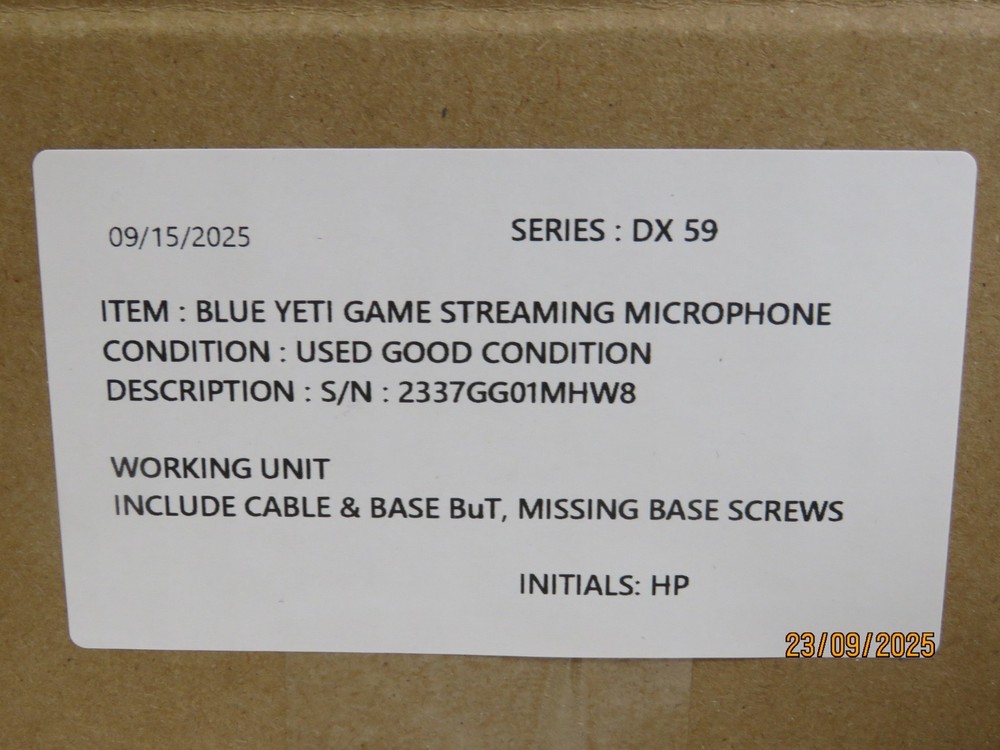 09/15/2025 SERIES : DX 59
ITEM : BLUE YETI GAME STREAMING MICROPHONE
CONDITION : USED GOOD CONDITION
DESCRIPTION : S/N : 2337GG01MHW8
WORKING UNIT
INCLUDE CABLE & BASE BuT, MISSING BASE SCREWS
INITIALS: HP
23/09/2025